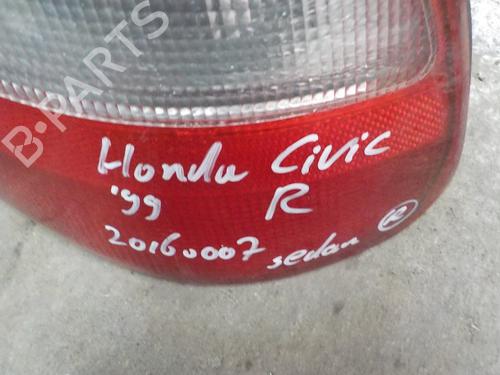 B-PARTS
Honda Civic
'99 R
20160007 sedan R